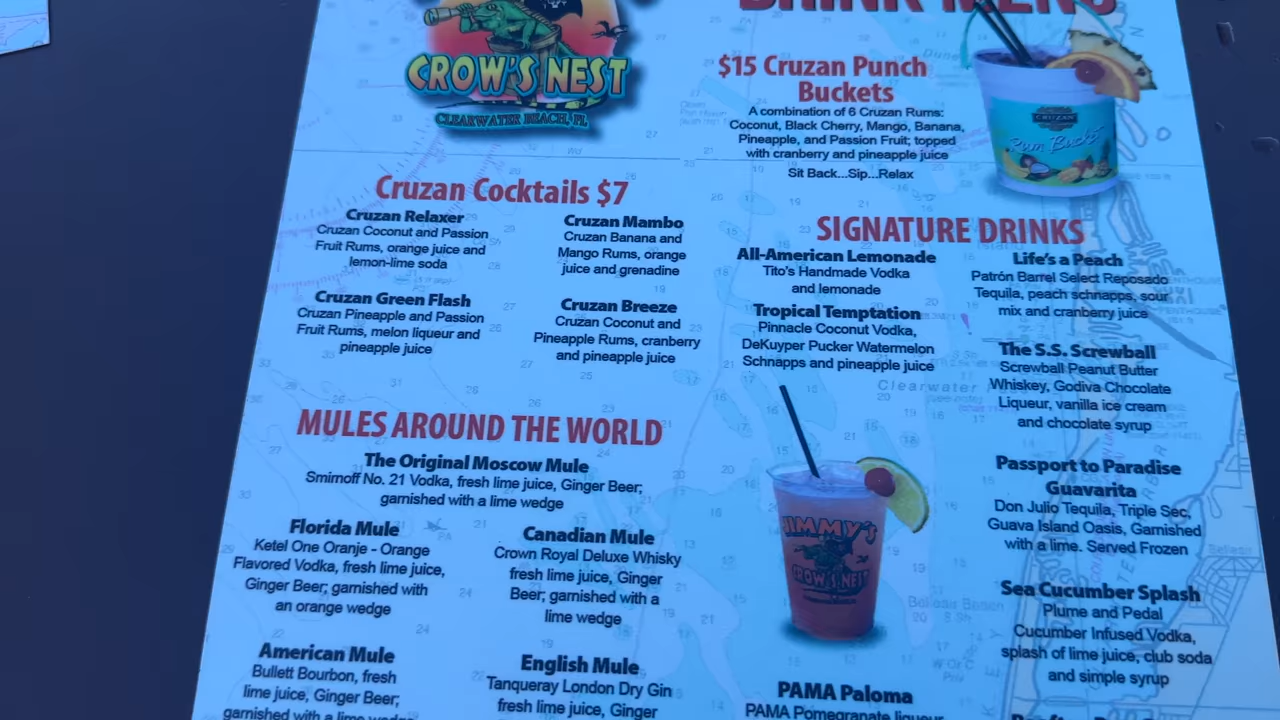 DRINK MENU
CROW'S NEST
CLEARWATER BEACH, FL
$15 Cruzan Punch
Buckets
A combination of 6 Cruzan Rums:
Coconut, Black Cherry, Mango, Banana,
Pineapple, and Passion Fruit; topped
with cranberry and pineapple juice
Sit Back...Sip...Relax
CRUZAN
Rum Bucket
Cruzan Cocktails $7
Cruzan Relaxer
Cruzan Coconut and Passion
Fruit Rums, orange juice and
lemon-lime soda
Cruzan Mambo
Cruzan Banana and
Mango Rums, orange
juice and grenadine
Cruzan Green Flash
Cruzan Pineapple and Passion
Fruit Rums, melon liqueur and
pineapple juice
Cruzan Breeze
Cruzan Coconut and
Pineapple Rums, cranberry
and pineapple juice
MULES AROUND THE WORLD
The Original Moscow Mule
Smirnoff No. 21 Vodka, fresh lime juice, Ginger Beer;
garnished with a lime wedge
Florida Mule
Ketel One Oranje - Orange
Flavored Vodka, fresh lime juice,
Ginger Beer; garnished with
an orange wedge
Canadian Mule
Crown Royal Deluxe Whisky
fresh lime juice, Ginger
Beer; garnished with a
lime wedge
American Mule
Bullett Bourbon, fresh
lime juice, Ginger Beer;
garnished with a lime wedge
English Mule
Tanqueray London Dry Gin
fresh lime juice, Ginger
SIGNATURE DRINKS
All-American Lemonade
Tito's Handmade Vodka
and lemonade
Tropical Temptation
Pinnacle Coconut Vodka,
DeKuyper Pucker Watermelon
Schnapps and pineapple juice
JIMMY'S
CROW'S NEST
PAMA Paloma
PAMA Pomegranate liqueur
Life's a Peach
Patrón Barrel Select Reposado
Tequila, peach schnapps, sour
mix and cranberry juice
The S.S. Screwball
Screwball Peanut Butter
Whiskey, Godiva Chocolate
Liqueur, vanilla ice cream
and chocolate syrup
Passport to Paradise
Guavarita
Don Julio Tequila, Triple Sec,
Guava Island Oasis, Garnished
with a lime. Served Frozen
Sea Cucumber Splash
Plume and Pedal
Cucumber Infused Vodka,
splash of lime juice, club soda
and simple syrup
Clearwater
Belleair Beach